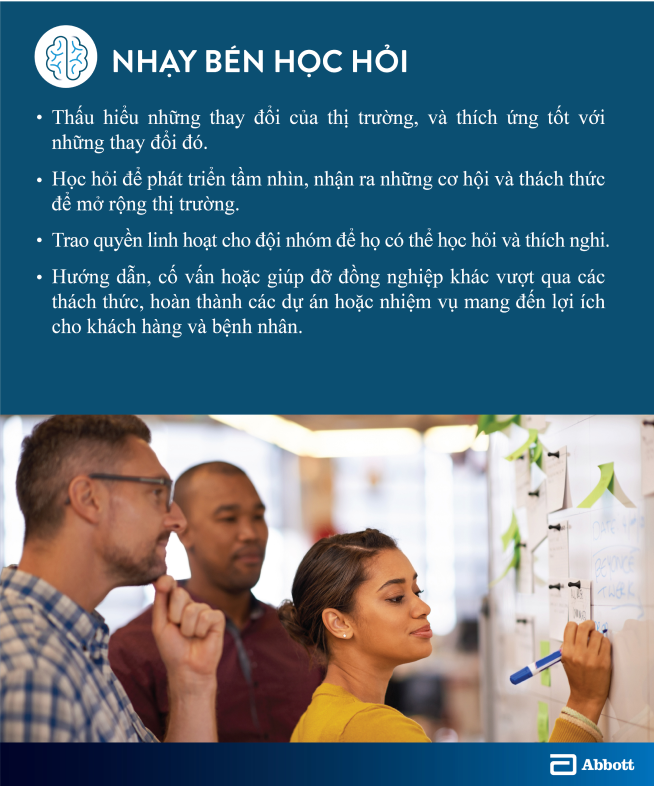 NHẠY BÉN HỌC HỎI
• Thấu hiểu những thay đổi của thị trường, và thích ứng tốt với
những thay đổi đó.
• Học hỏi để phát triển tầm nhìn, nhận ra những cơ hội và thách thức
để mở rộng thị trường.
• Trao quyền linh hoạt cho đội nhóm để họ có thể học hỏi và thích nghi.
• Hướng dẫn, cố vấn hoặc giúp đỡ đồng nghiệp khác vượt qua các
thách thức, hoàn thành các dự án hoặc nhiệm vụ mang đến lợi ích
cho khách hàng và bệnh nhân.
Abbott